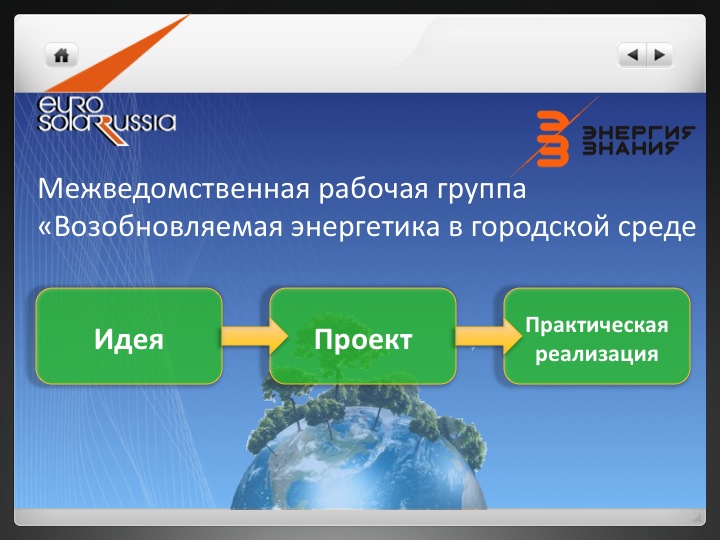 EURO
SOLARRUSSIA
ЭНЕРГИЯ
ЗНАНИЯ
Межведомственная рабочая группа
«Возобновляемая энергетика в городской среде
Идея
Проект
Практическая
реализация